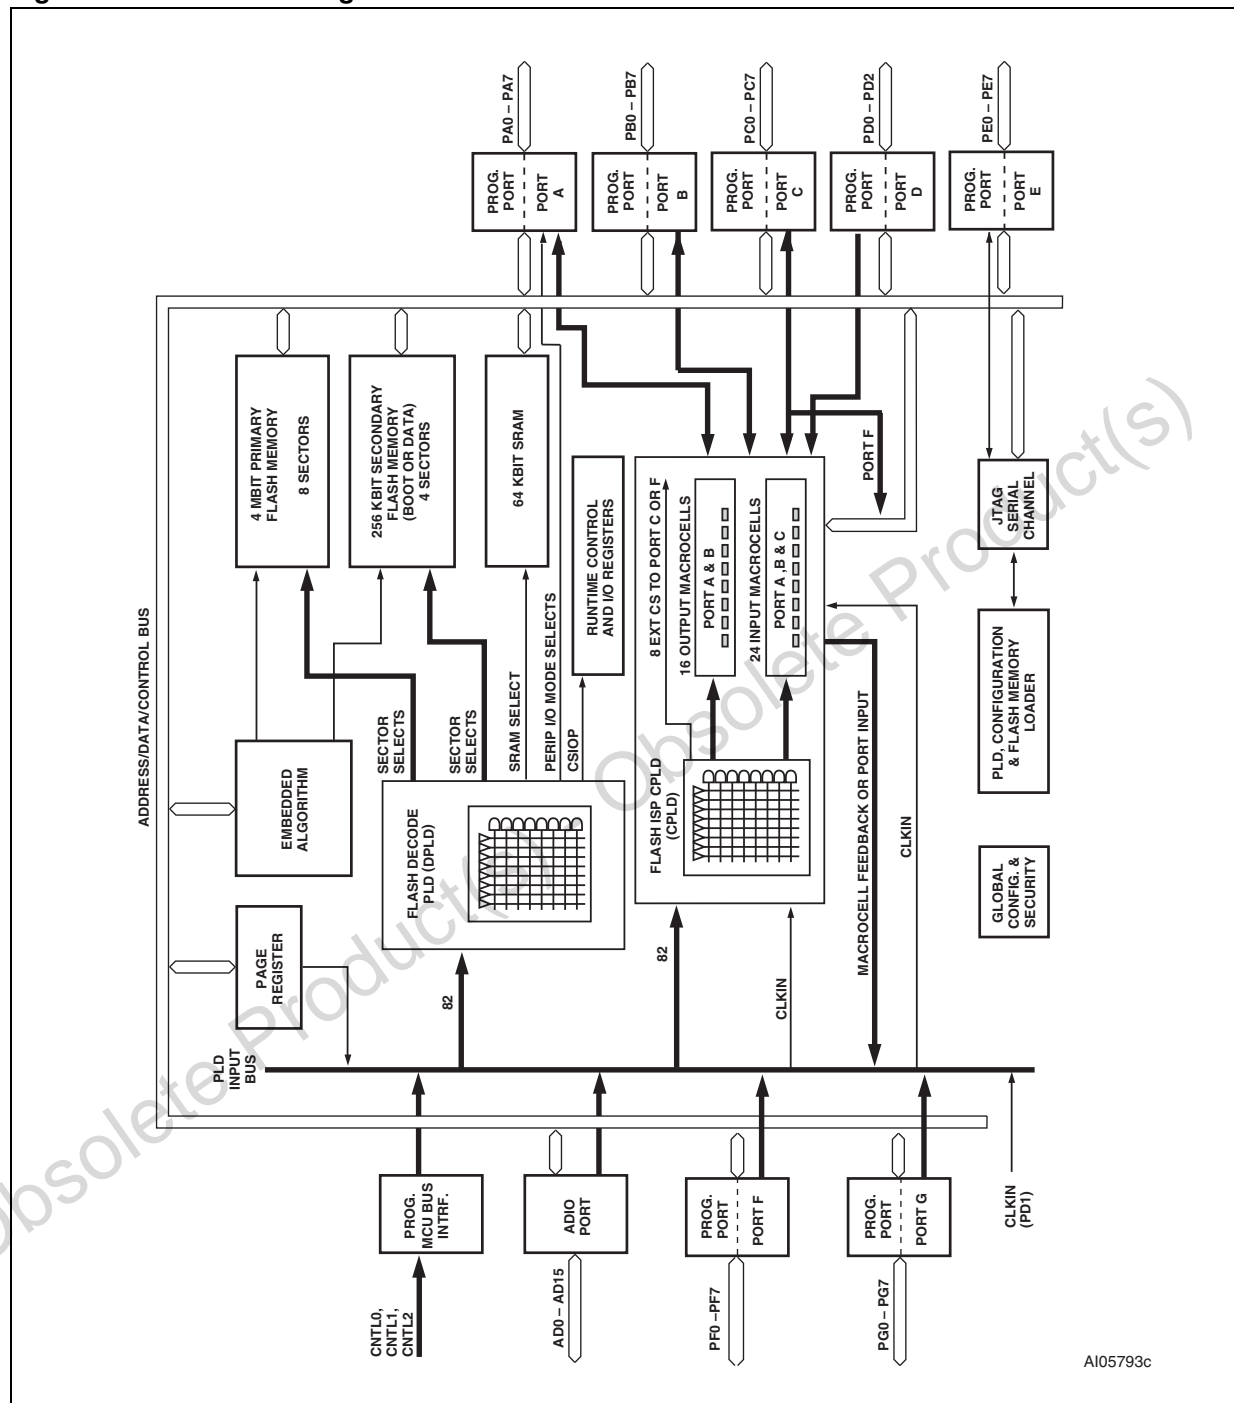 PA0 – PA7
PB0 – PB7
PC0 – PC7
PD0 – PD2
PE0 – PE7
PROG.
PORT
PORT
A
PROG.
PORT
PORT
B
PROG.
PORT
PORT
C
PROG.
PORT
PORT
D
PROG.
PORT
PORT
E
ADDRESS/DATA/CONTROL BUS
4 MBIT PRIMARY
FLASH MEMORY
8 SECTORS
256 KBIT SECONDARY
FLASH MEMORY
(BOOT OR DATA)
4 SECTORS
64 KBIT SRAM
RUNTIME CONTROL
AND I/O REGISTERS
PERIP I/O MODE SELECTS
SRAM SELECT
CSIOP
SECTOR
SELECTS
SECTOR
SELECTS
8 EXT CS TO PORT C OR F
16 OUTPUT MACROCELLS
PORT A & B
24 INPUT MACROCELLS
PORT A ,B & C
PORT F
JTAG
SERIAL
CHANNEL
PLD, CONFIGURATION
& FLASH MEMORY
LOADER
GLOBAL
CONFIG. &
SECURITY
EMBEDDED
ALGORITHM
FLASH DECODE
PLD (DPLD)
FLASH ISP CPLD
(CPLD)
PAGE
REGISTER
82
82
CLKIN
MACROCELL FEEDBACK OR PORT INPUT
CLKIN
PLD
INPUT
BUS
PROG.
MCU BUS
INTRF.
ADIO
PORT
PROG.
PORT
PORT F
PROG.
PORT
PORT G
CLKIN
(PD1)
CNTL0,
CNTL1,
CNTL2
AD0 – AD15
PF0 –PF7
PG0 – PG7
AI05793c
Obsolete Product(s)
Obsolete Product(s)